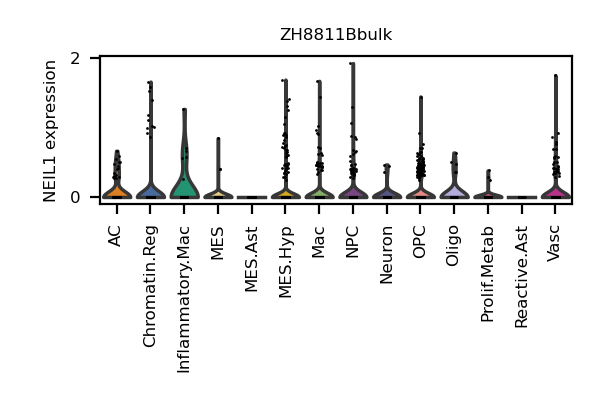 ZH8811Bbulk
NEIL1 expression
2
0
AC
Chromatin.Reg
Inflammatory.Mac
MES
MES.Ast
MES.Hyp
Mac
NPC
Neuron
OPC
Oligo
Prolif.Metab
Reactive.Ast
Vasc